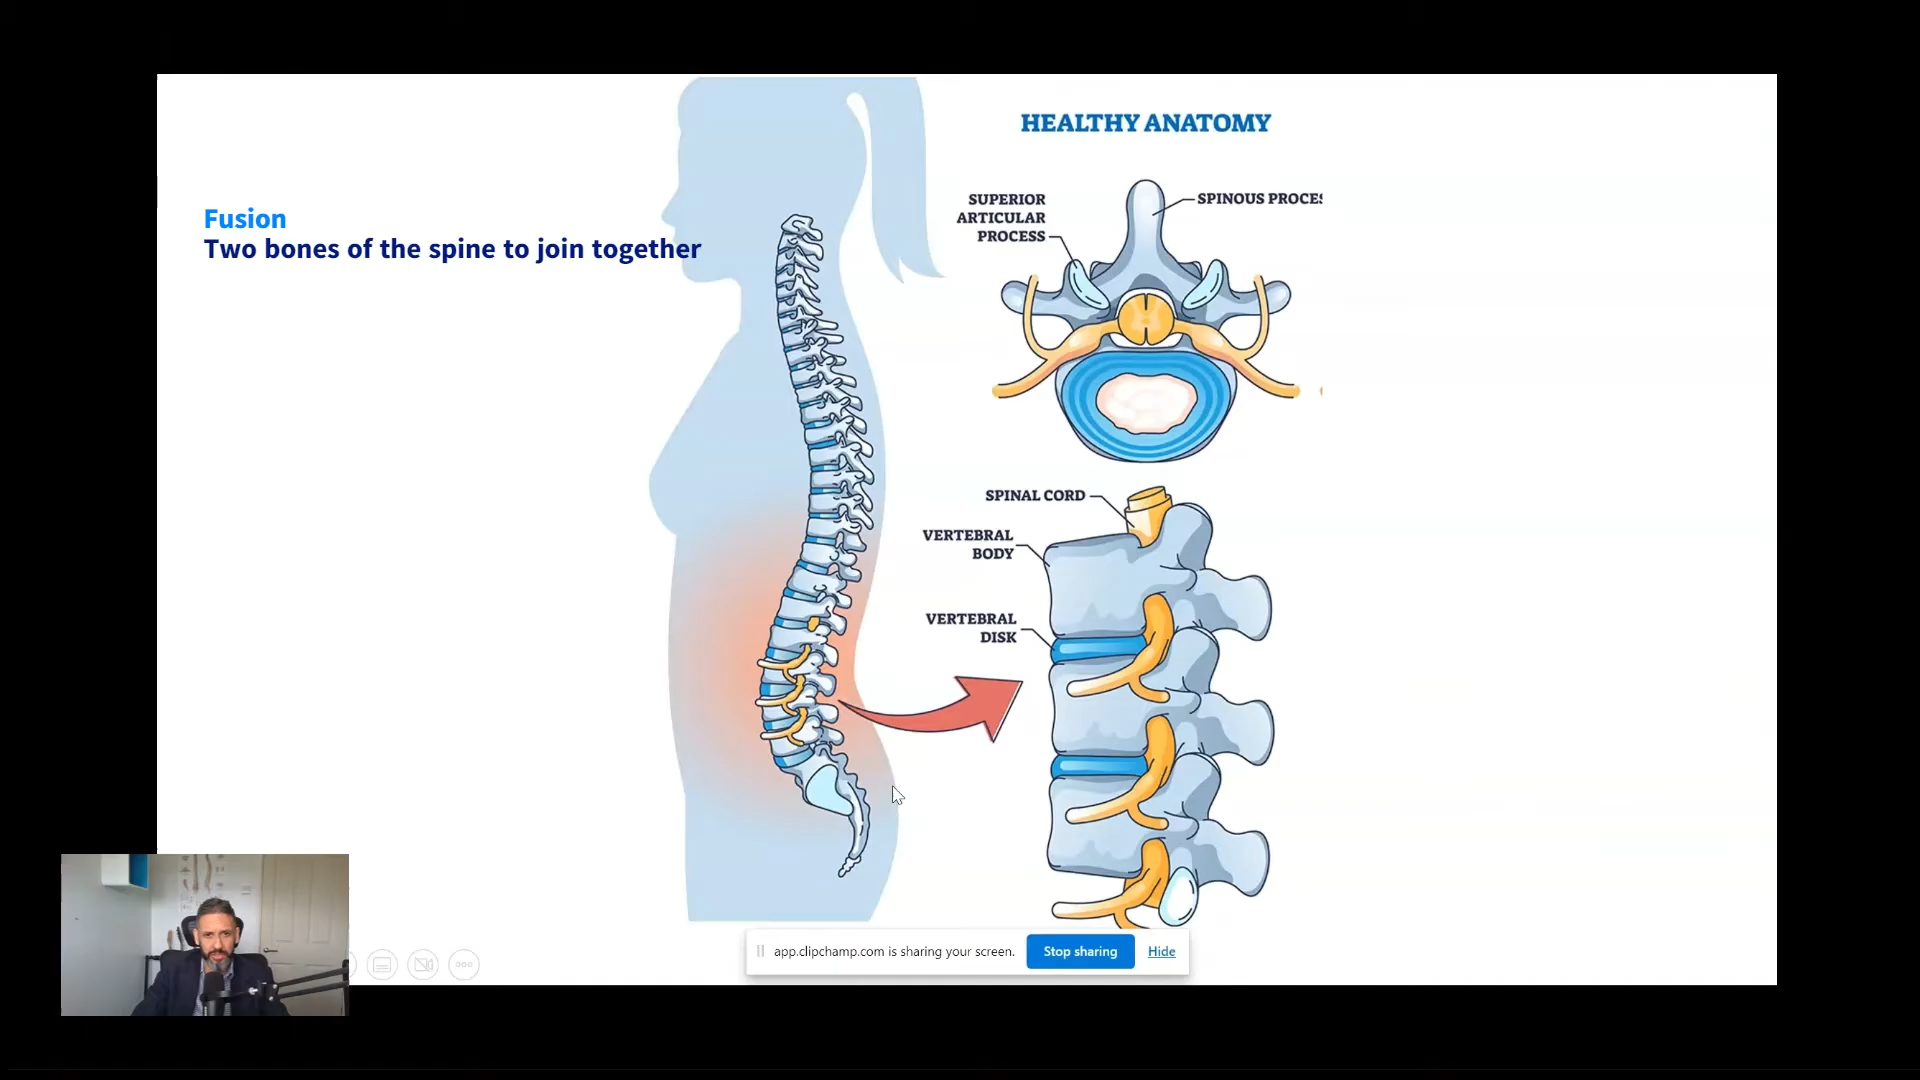 Fusion
Two bones of the spine to join together
HEALTHY ANATOMY
SUPERIOR
ARTICULAR
PROCESS
SPINOUS PROCES
SPINAL CORD
VERTEBRAL
BODY
VERTEBRAL
DISK
app.clipchamp.com is sharing your screen.
Stop sharing
Hide